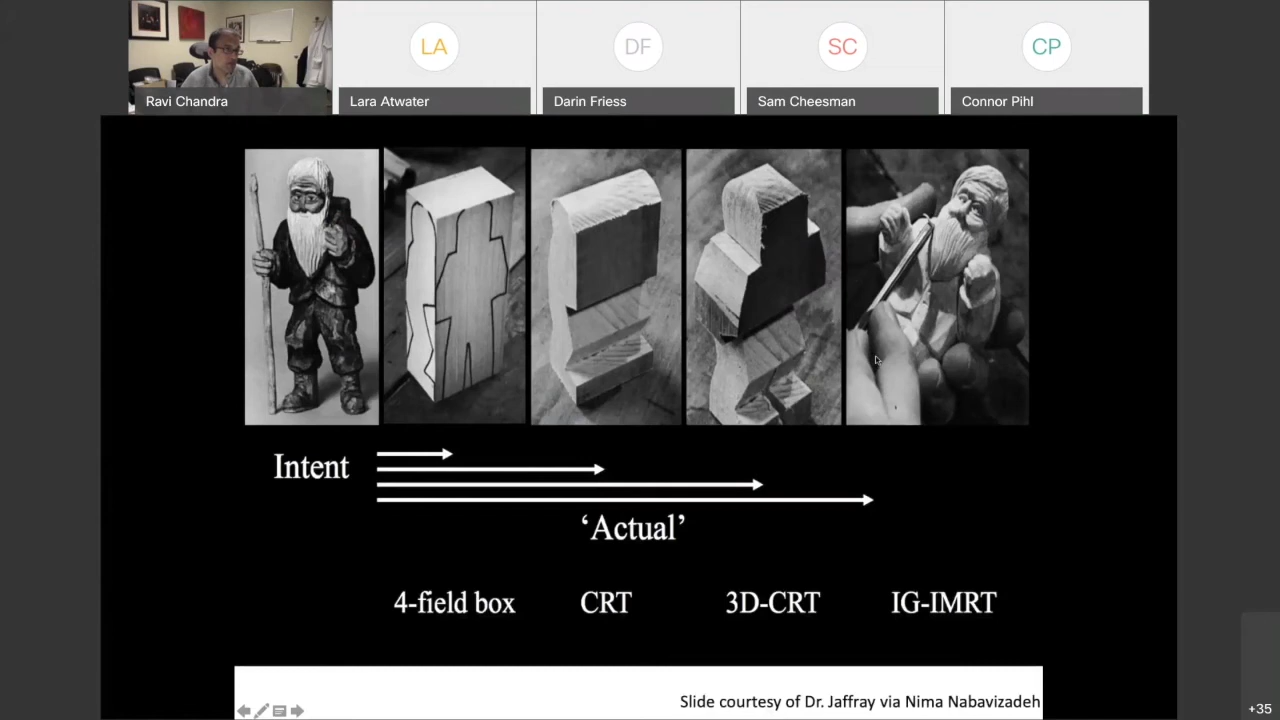 LA
DF
SC
CP
Ravi Chandra
Lara Atwater
Darin Friess
Sam Cheesman
Connor Pihl
Intent
‘Actual’
4-field box
CRT
3D-CRT
IG-IMRT
Slide courtesy of Dr. Jaffray via Nima Nabavizadeh
+35